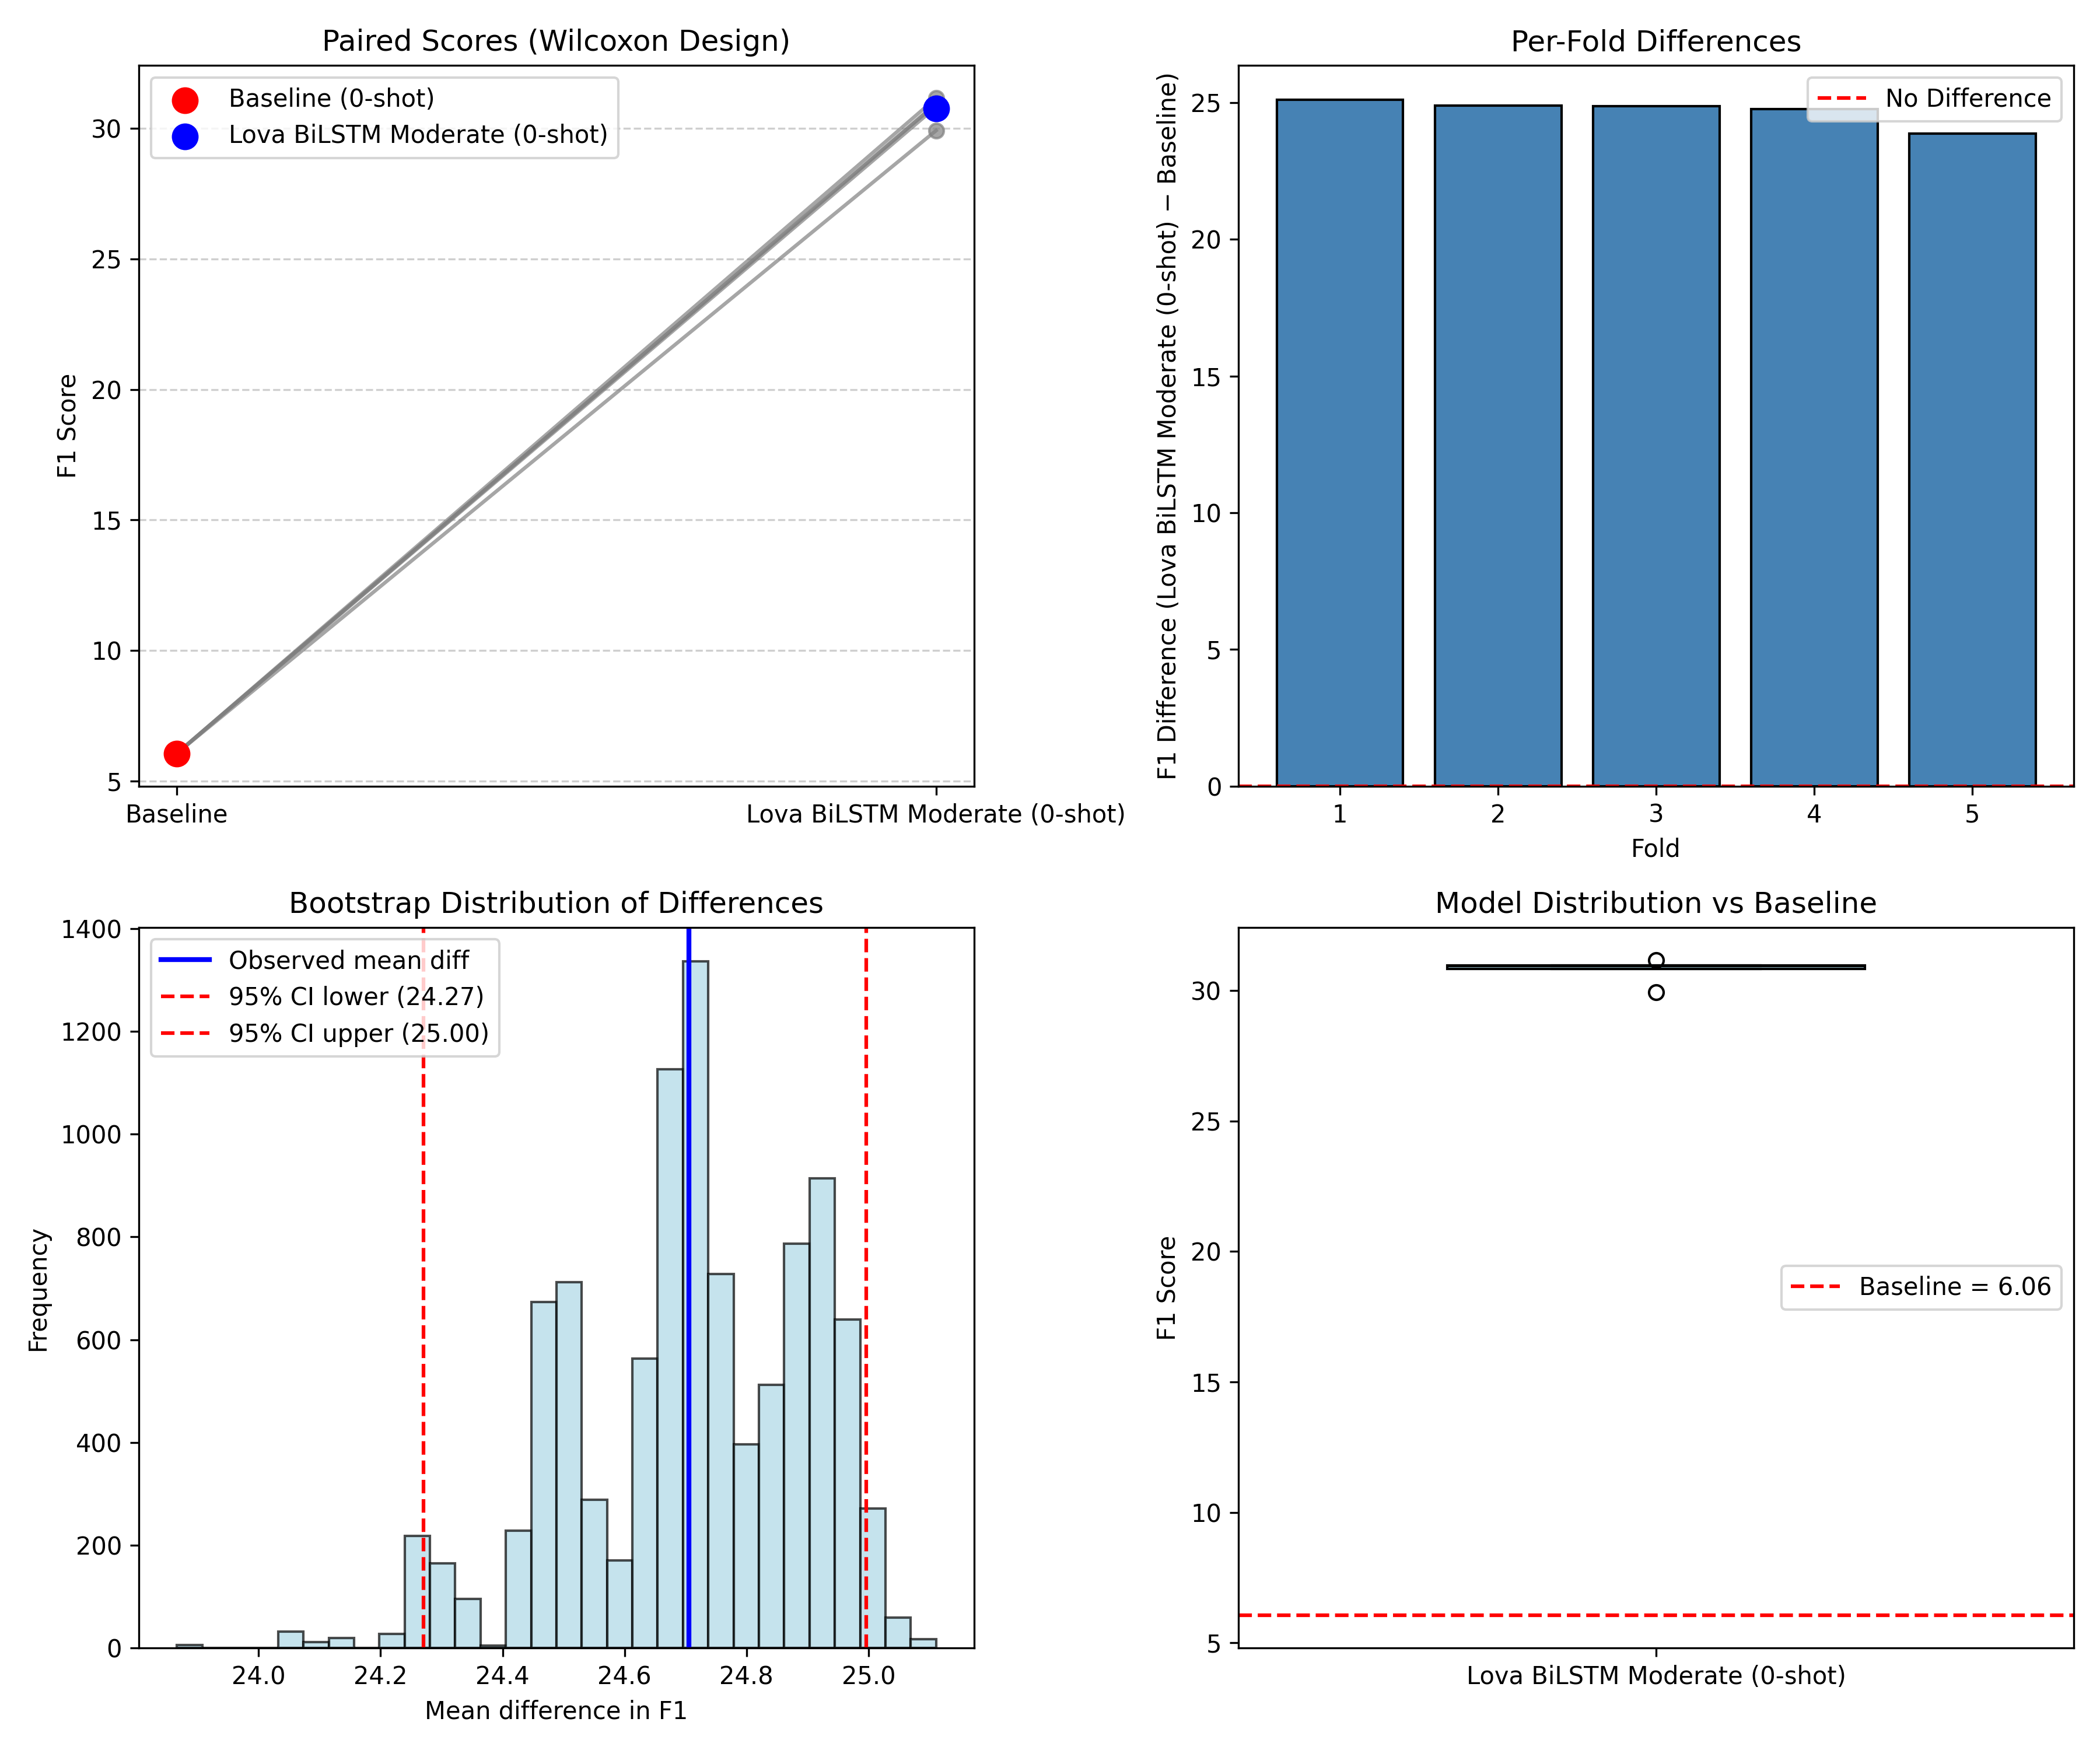 Paired Scores (Wilcoxon Design)
Baseline (0-shot)
Lova BiLSTM Moderate (0-shot)
F1 Score
30
25
20
15
10
5
Baseline
Lova BiLSTM Moderate (0-shot)
Per-Fold Differences
No Difference
F1 Difference (Lova BiLSTM Moderate (0-shot) − Baseline)
25
20
15
10
5
0
1 2 3 4 5
Fold
Bootstrap Distribution of Differences
Observed mean diff
95% CI lower (24.27)
95% CI upper (25.00)
Frequency
1400
1200
1000
800
600
400
200
0
24.0 24.2 24.4 24.6 24.8 25.0
Mean difference in F1
Model Distribution vs Baseline
F1 Score
30
25
20
15
10
5
Baseline = 6.06
Lova BiLSTM Moderate (0-shot)